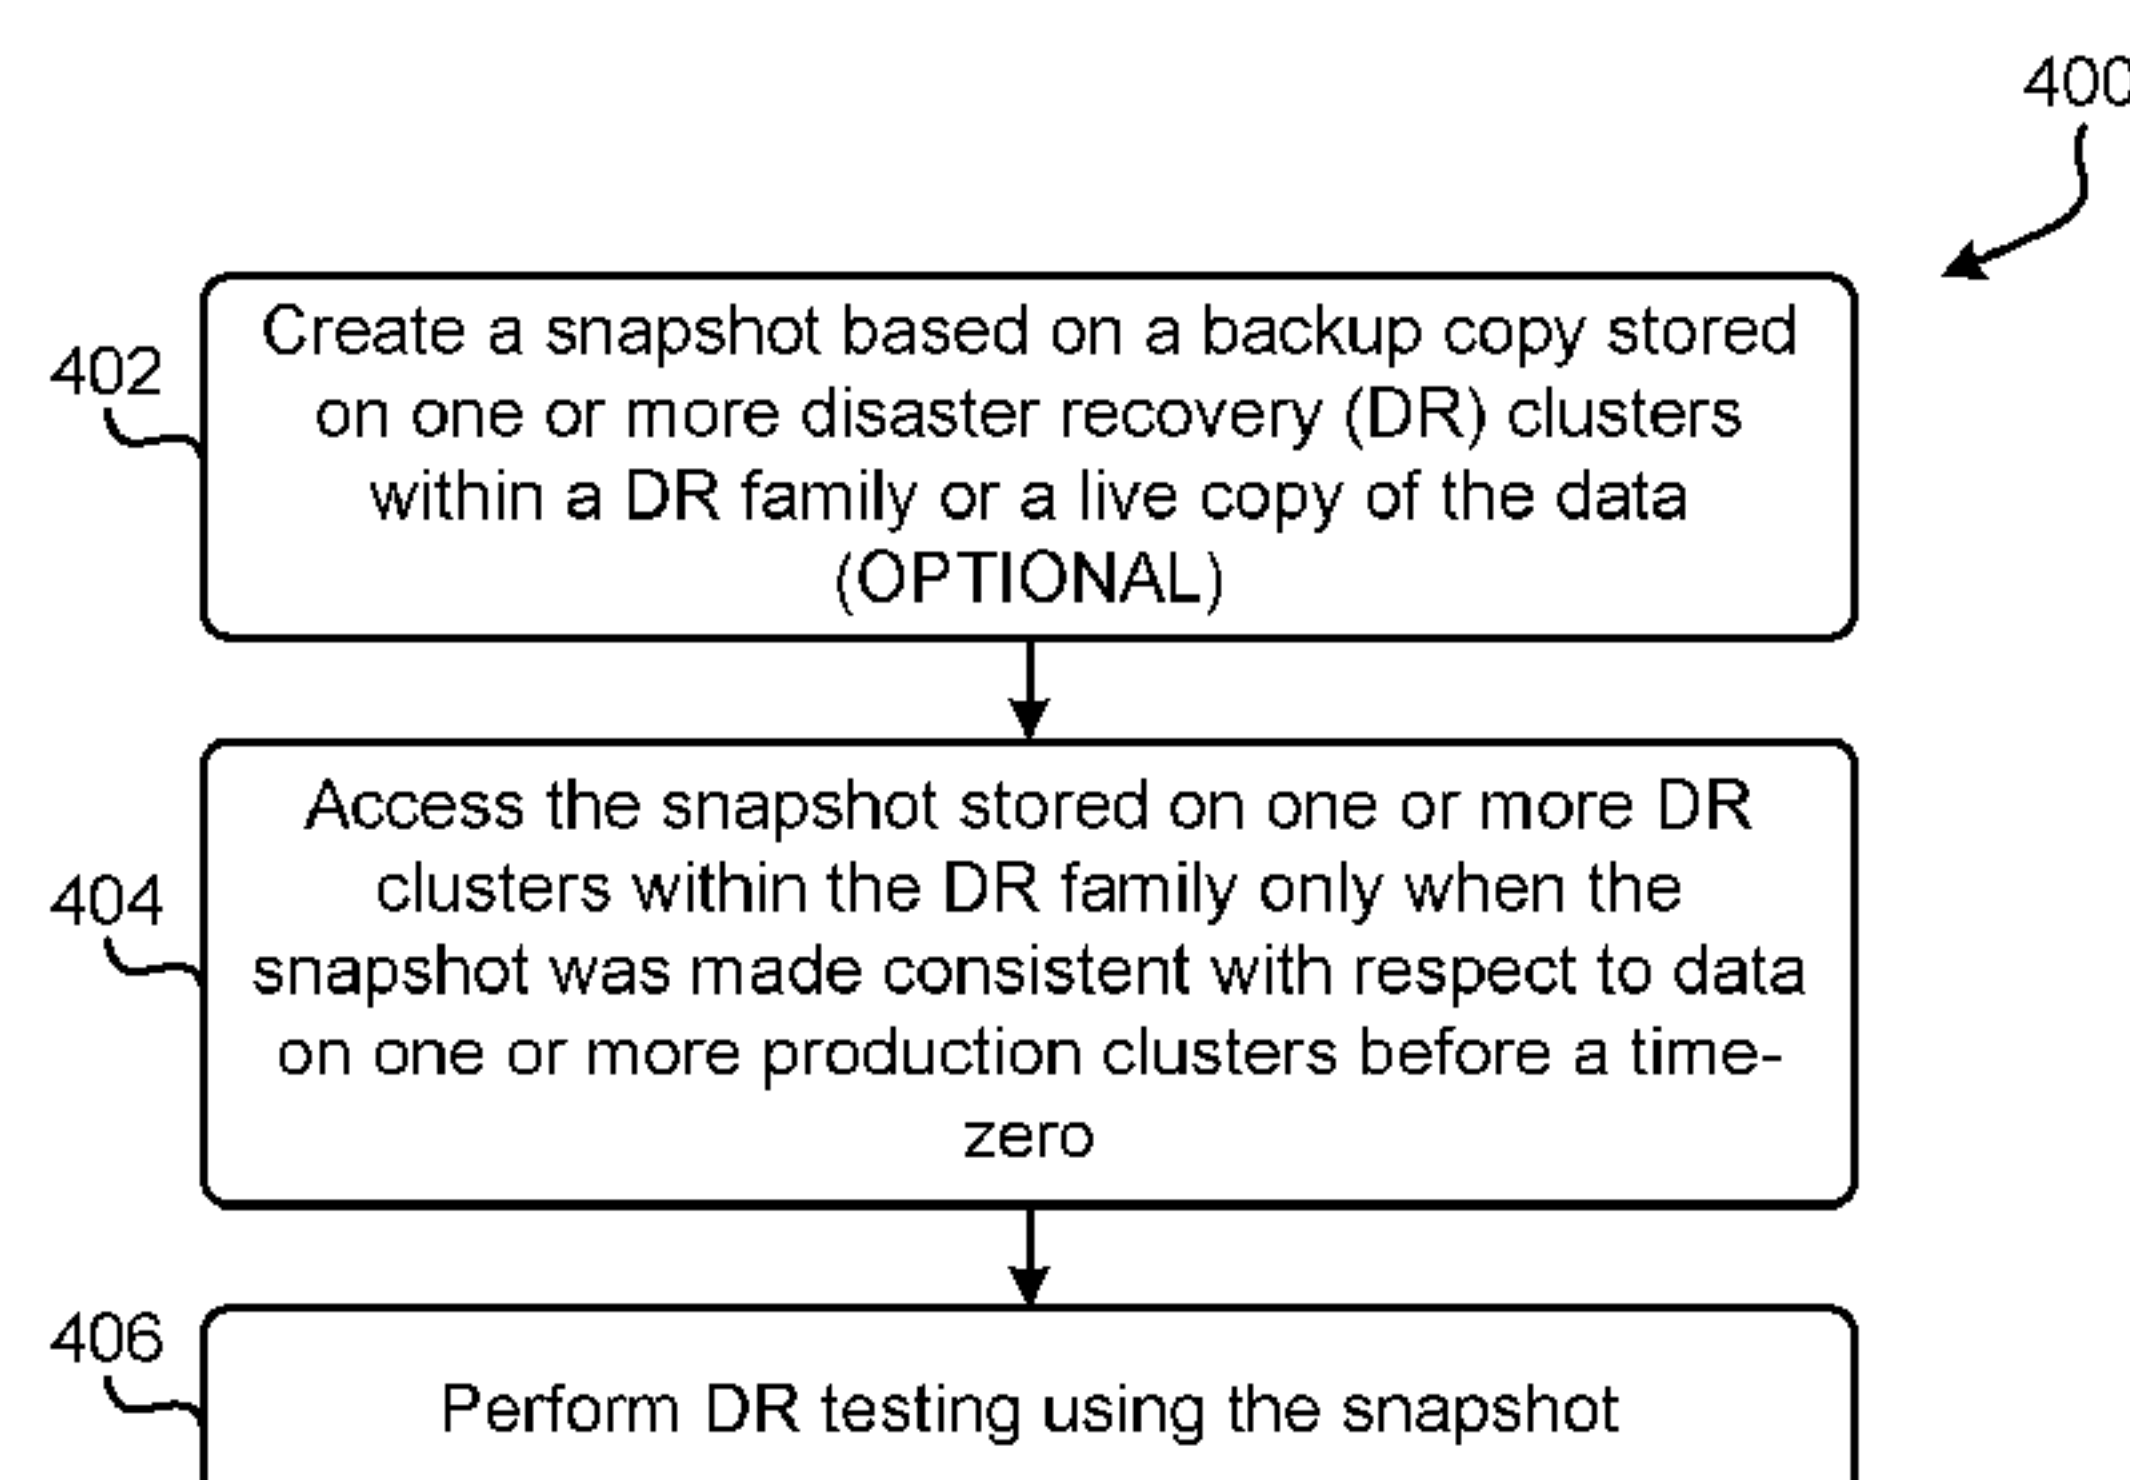 400
402
Create a snapshot based on a backup copy stored
on one or more disaster recovery (DR) clusters
within a DR family or a live copy of the data
(OPTIONAL)
404
Access the snapshot stored on one or more DR
clusters within the DR family only when the
snapshot was made consistent with respect to data
on one or more production clusters before a time-
zero
406
Perform DR testing using the snapshot